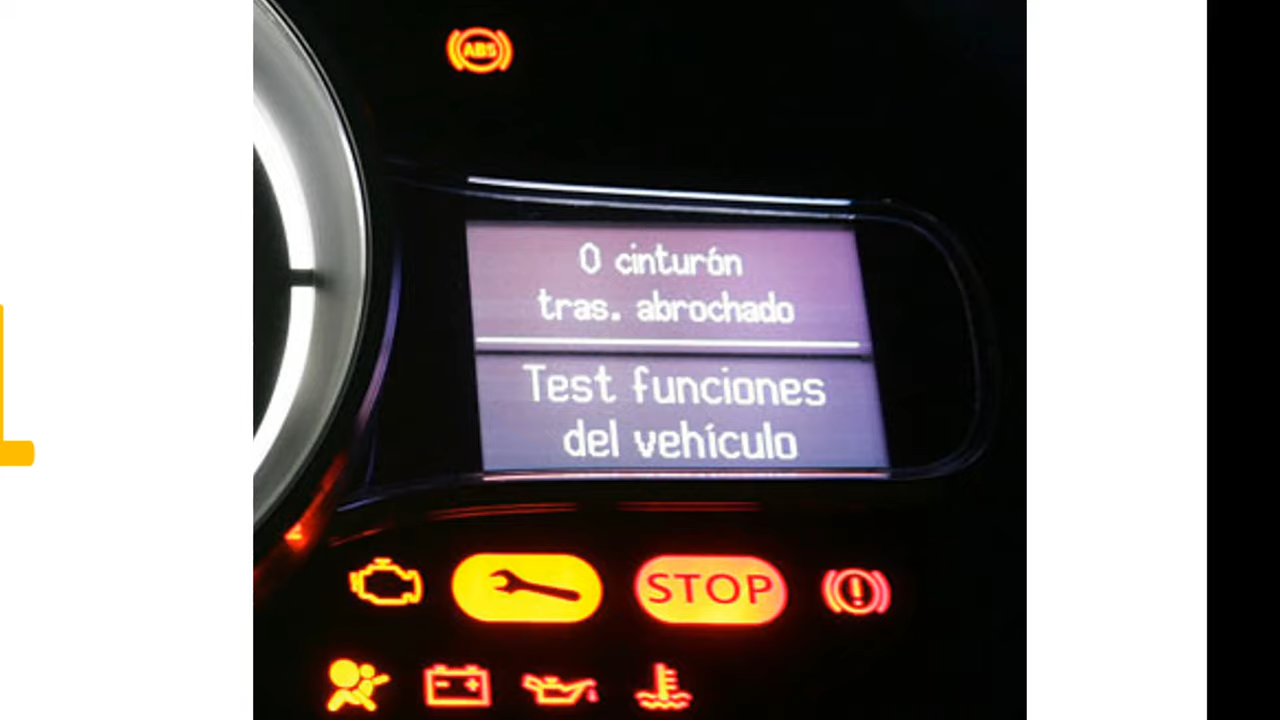 ABS
0 cinturón
tras. abrochado
Test funciones
del vehículo
STOP